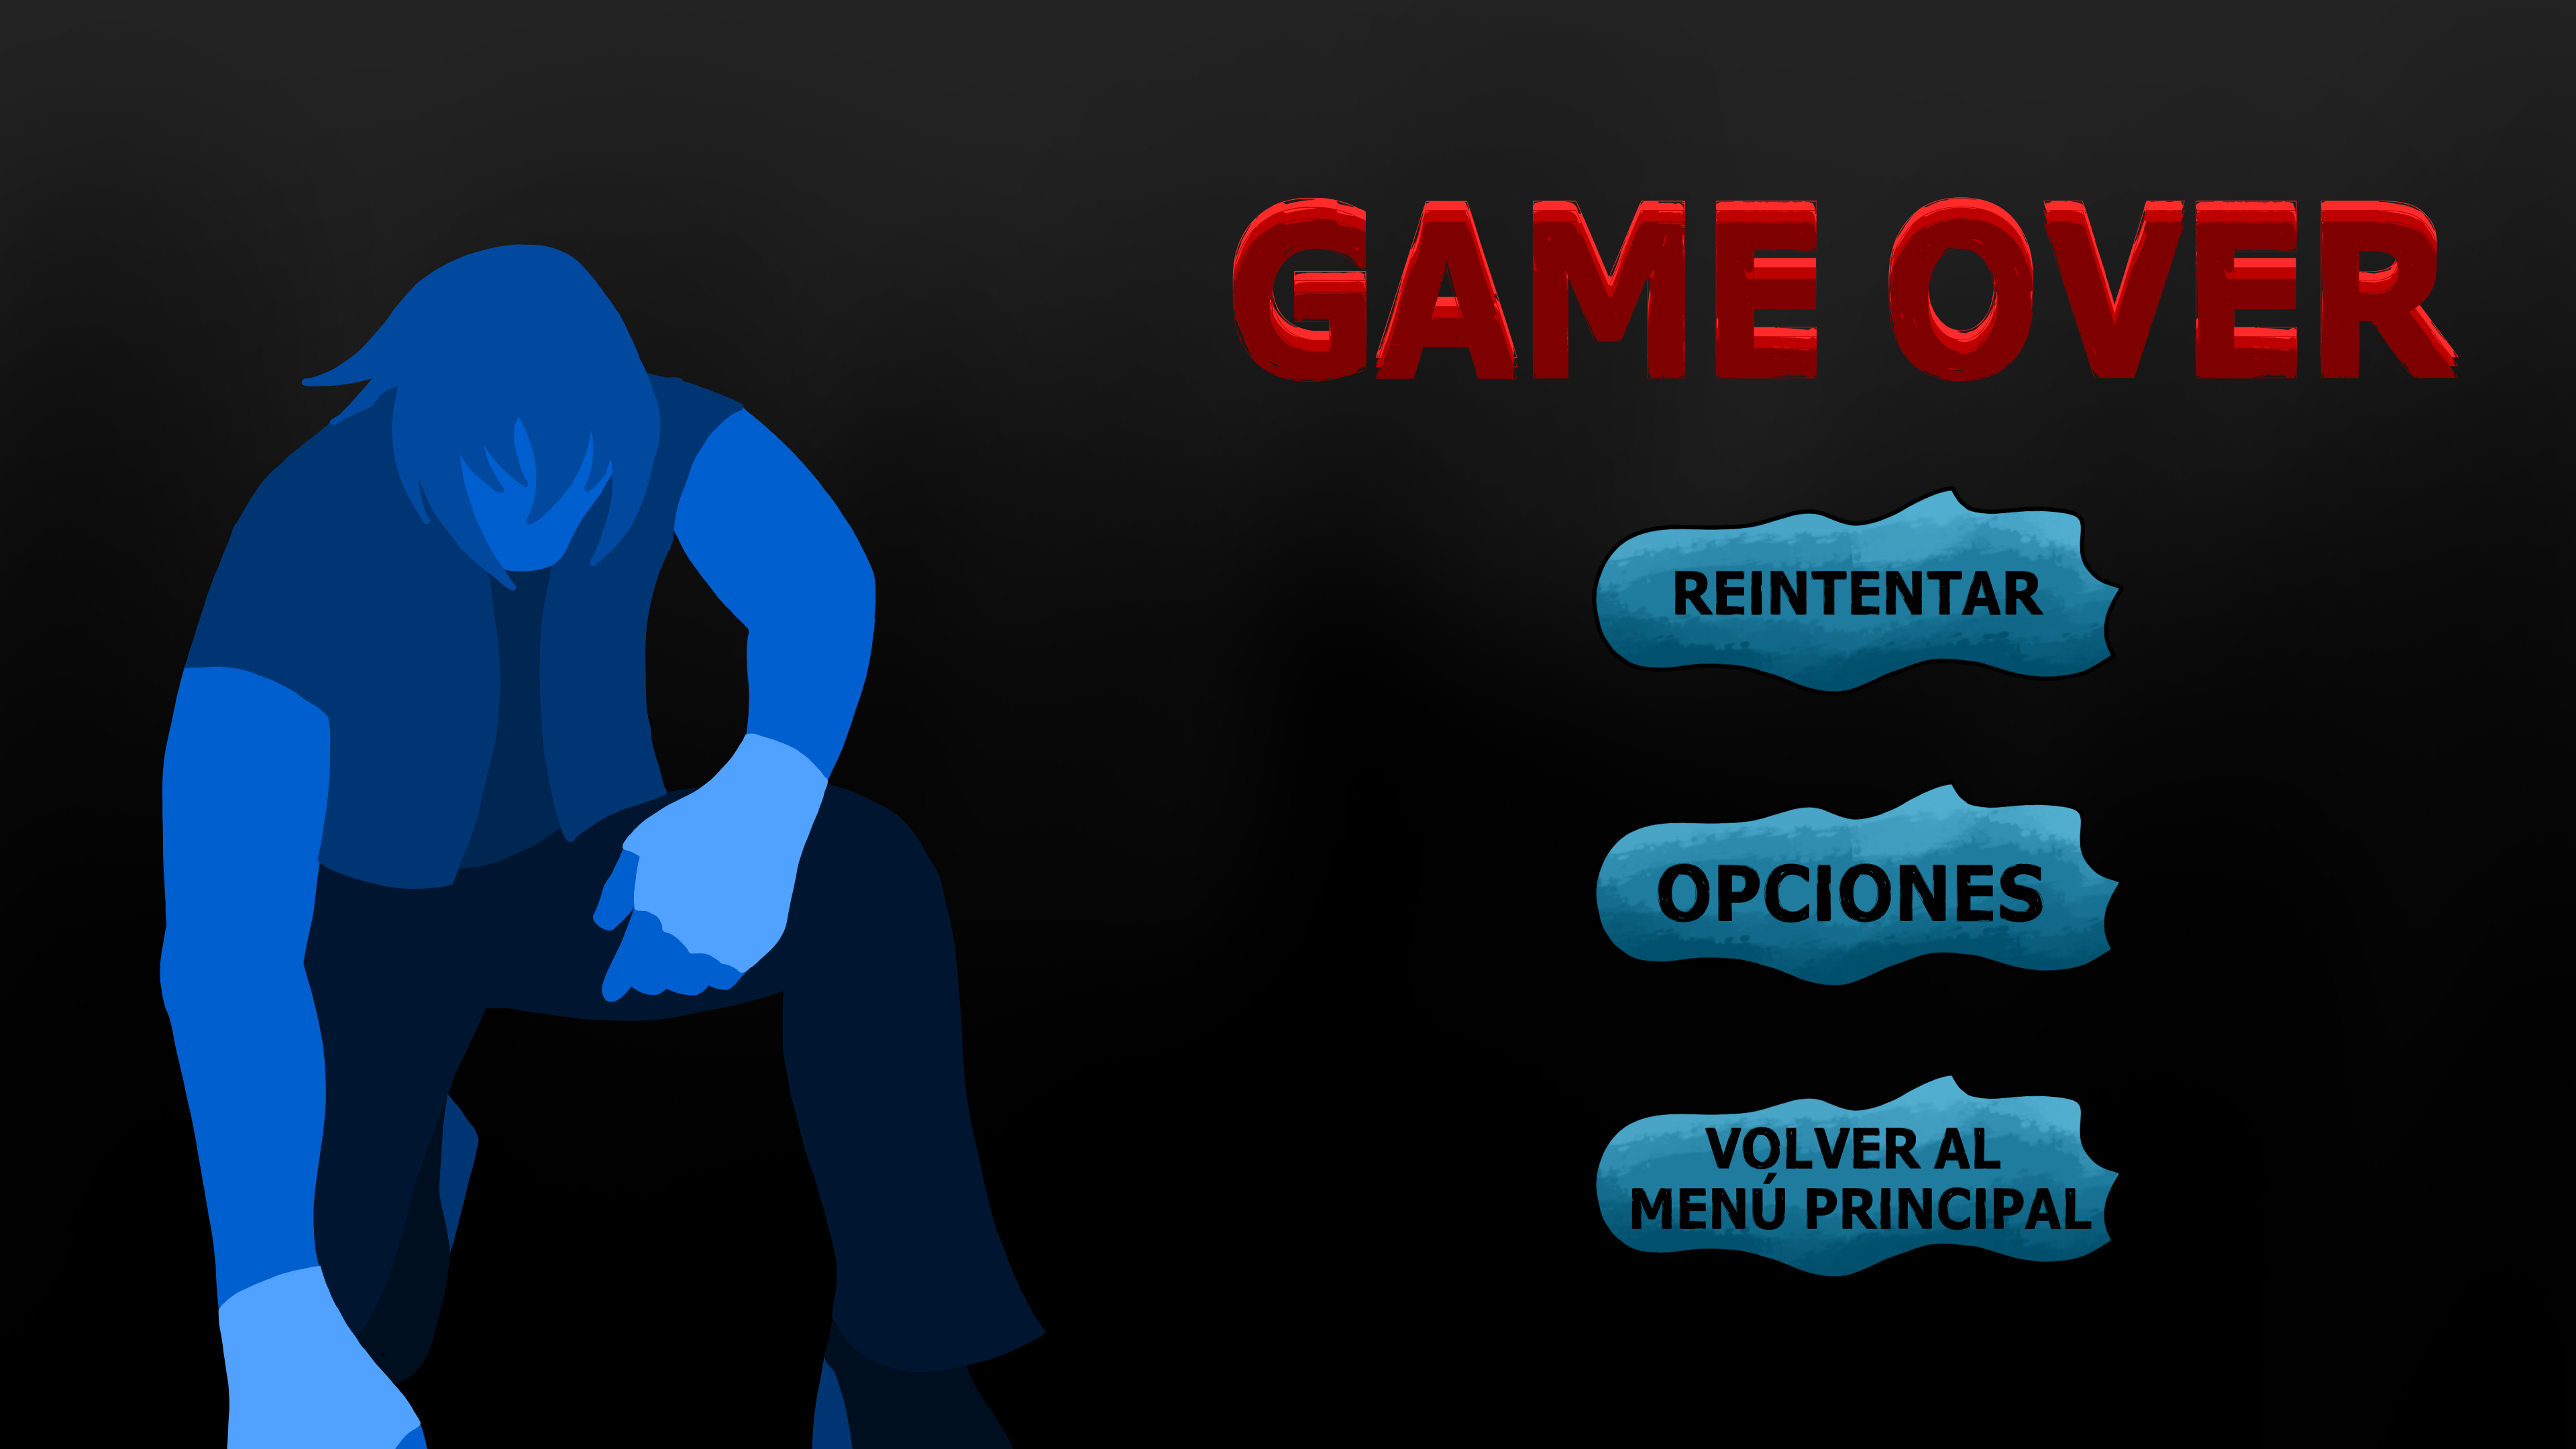 GAME OVER
REINTENTAR
OPCIONES
VOLVER AL
MENÚ PRINCIPAL